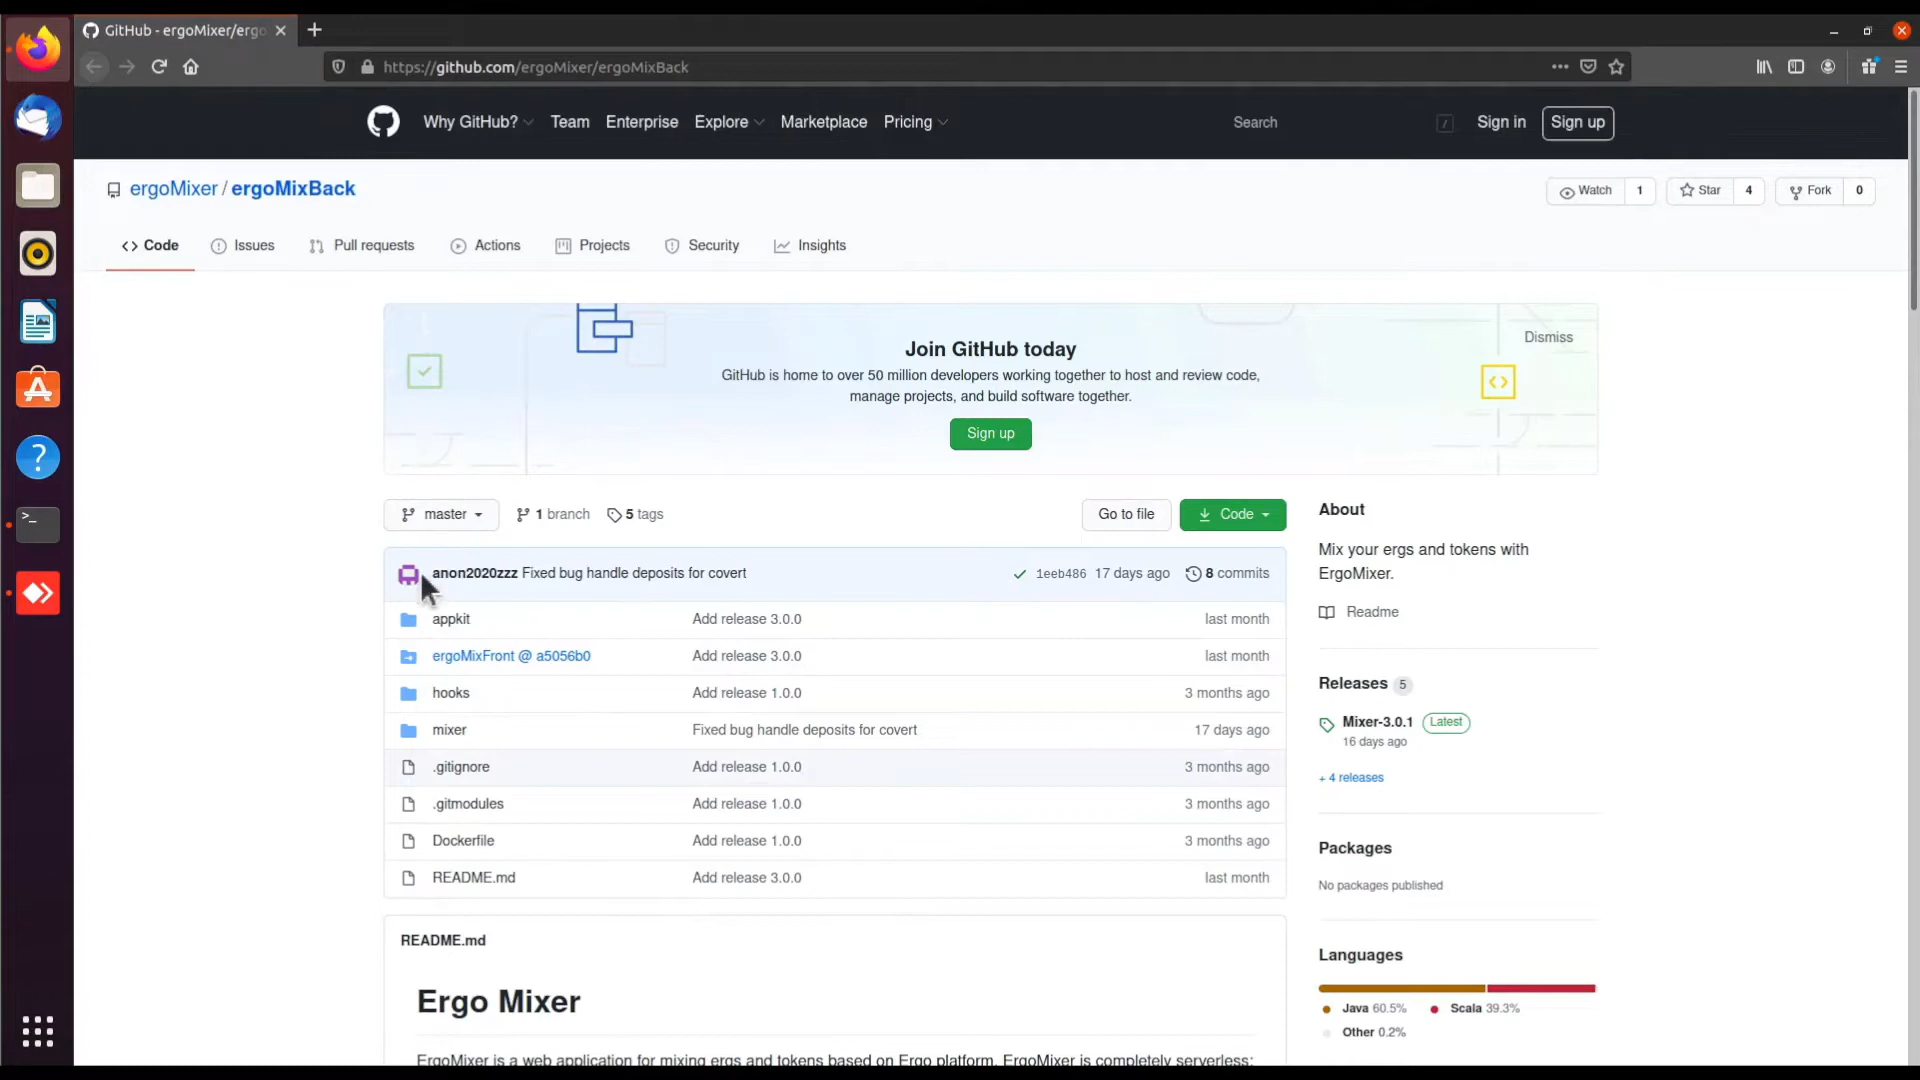 GitHub - ergoMixer/ergo
https://github.com/ergoMixer/ergoMixBack
Why GitHub? Team Enterprise Explore Marketplace Pricing Search / Sign in Sign up
ergoMixer / ergoMixBack Watch 1 Star 4 Fork 0
Code Issues Pull requests Actions Projects Security Insights
Dismiss
Join GitHub today
GitHub is home to over 50 million developers working together to host and review code,
manage projects, and build software together.
Sign up
master 1 branch 5 tags Go to file Code
anon2020zzz Fixed bug handle deposits for covert 1eeb486 17 days ago 8 commits
appkit Add release 3.0.0 last month
ergoMixFront @ a5056b0 Add release 3.0.0 last month
hooks Add release 1.0.0 3 months ago
mixer Fixed bug handle deposits for covert 17 days ago
.gitignore Add release 1.0.0 3 months ago
.gitmodules Add release 1.0.0 3 months ago
Dockerfile Add release 1.0.0 3 months ago
README.md Add release 3.0.0 last month
README.md
Ergo Mixer
ErgoMixer is a web application for mixing ergs and tokens based on Ergo platform. ErgoMixer is completely serverless;
About
Mix your ergs and tokens with
ErgoMixer.
Readme
Releases 5
Mixer-3.0.1 Latest
16 days ago
+ 4 releases
Packages
No packages published
Languages
Java 60.5% Scala 39.3%
Other 0.2%